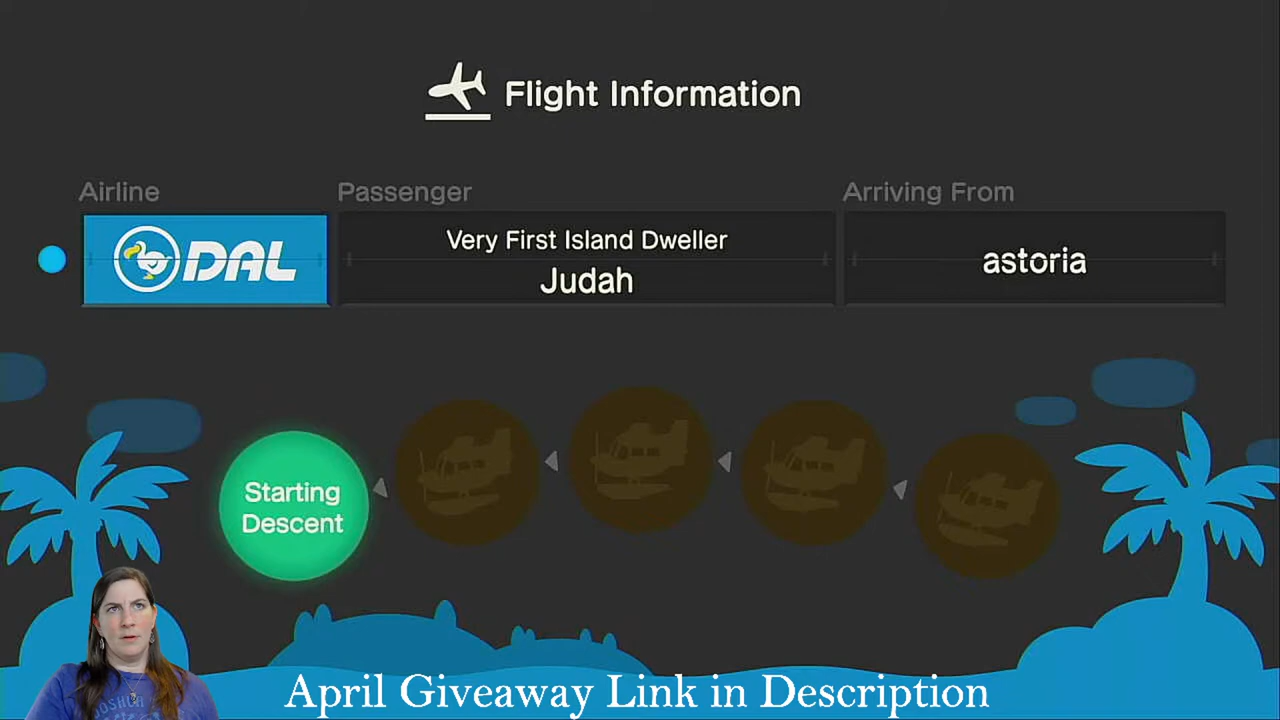 Flight Information
Airline
Passenger
Arriving From
DAL
Very First Island Dweller
Judah
astoria
Starting
Descent
JOSHUA
April Giveaway Link in Description